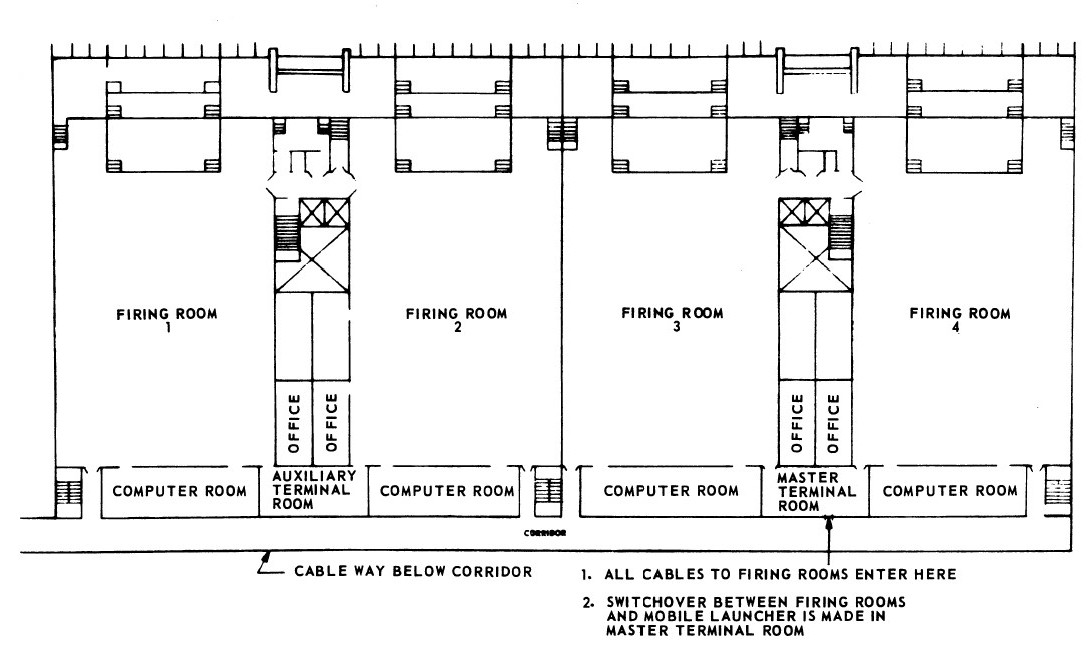 FIRING ROOM
1
FIRING ROOM
2
FIRING ROOM
3
FIRING ROOM
4
OFFICE
OFFICE
OFFICE
OFFICE
COMPUTER ROOM
AUXILIARY
TERMINAL
ROOM
COMPUTER ROOM
COMPUTER ROOM
MASTER
TERMINAL
ROOM
COMPUTER ROOM
CORRIDOR
CABLE WAY BELOW CORRIDOR
1. ALL CABLES TO FIRING ROOMS ENTER HERE
2. SWITCHOVER BETWEEN FIRING ROOMS
AND MOBILE LAUNCHER IS MADE IN
MASTER TERMINAL ROOM